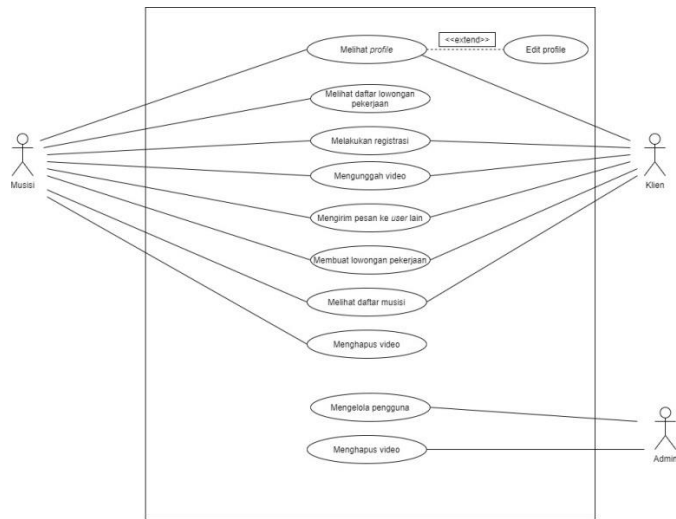 Melihat profile
<<extend>>
Edit profile
Melihat daftar lowongan
pekerjaan
Melakukan registrasi
Mengunggah video
Musisi
Klien
Mengirim pesan ke user lain
Membuat lowongan pekerjaan
Melihat daftar musisi
Menghapus video
Mengelola pengguna
Menghapus video
Admin